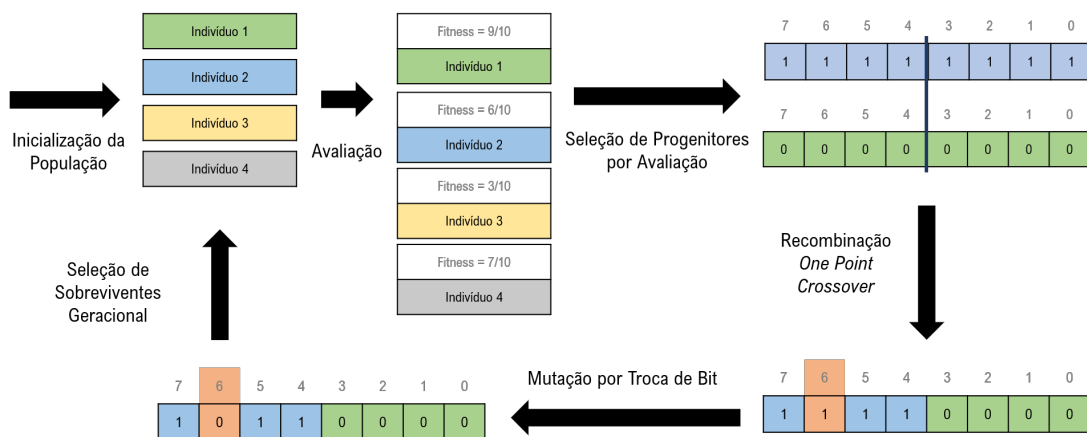 Inicialização da
População
Indivíduo 1
Indivíduo 2
Indivíduo 3
Indivíduo 4
Avaliação
Fitness = 9/10
Indivíduo 1
Fitness = 6/10
Indivíduo 2
Fitness = 3/10
Indivíduo 3
Fitness = 7/10
Indivíduo 4
Seleção de Progenitores
por Avaliação
7 6 5 4 3 2 1 0
1 1 1 1 1 1 1 1
7 6 5 4 3 2 1 0
0 0 0 0 0 0 0 0
Recombinação
One Point
Crossover
7 6 5 4 3 2 1 0
1 1 1 1 0 0 0 0
Mutação por Troca de Bit
7 6 5 4 3 2 1 0
1 0 1 1 0 0 0 0
Seleção de
Sobreviventes
Geracional